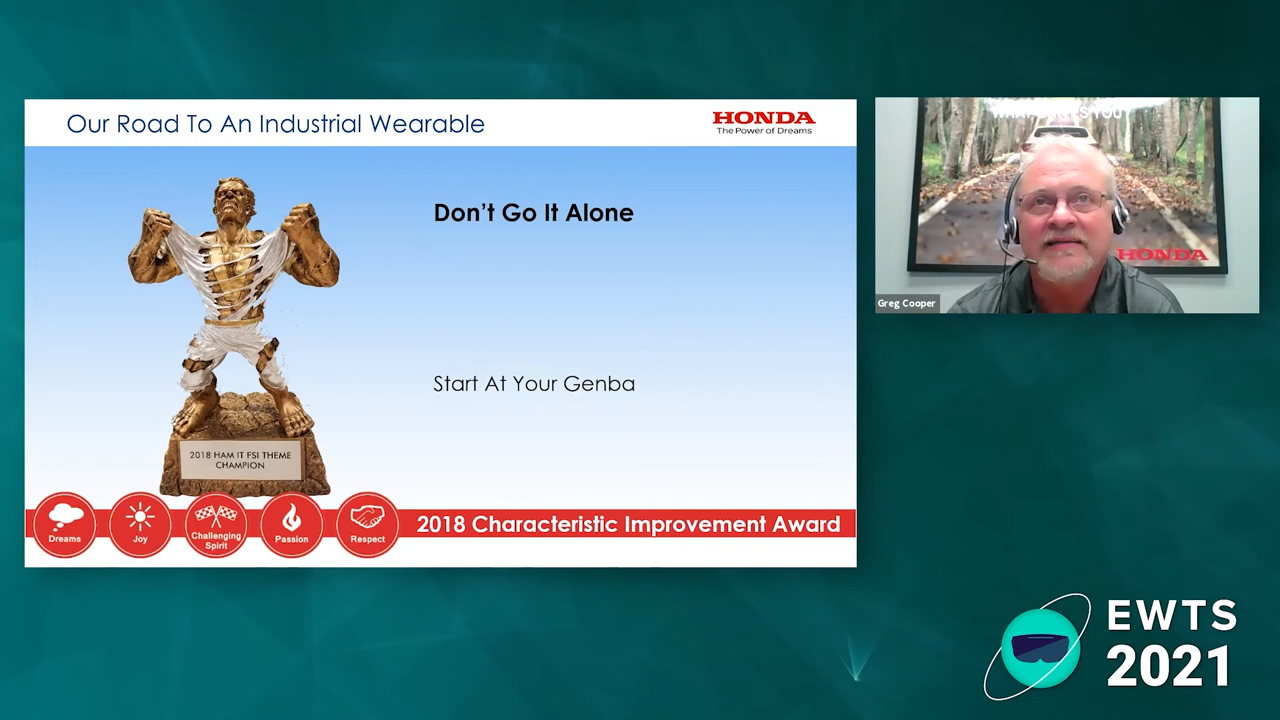 Our Road To An Industrial Wearable
HONDA
The Power of Dreams
Don't Go It Alone
Start At Your Genba
2018 HAM IT FSI THEME
CHAMPION
Dreams
Joy
Challenging
Spirit
Passion
Respect
2018 Characteristic Improvement Award
HONDA
Greg Cooper
EWTS
2021